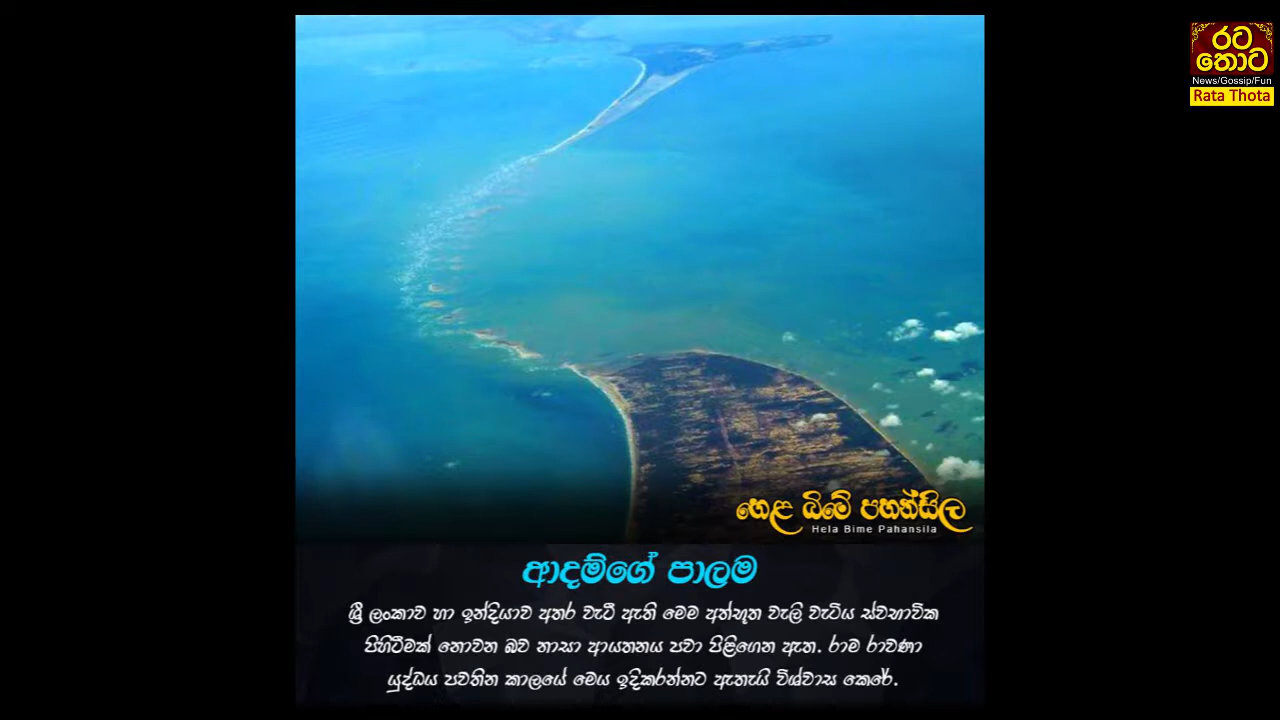 රට
තොට
News/Gossip/Fun
Rata Thota
හෙළ බිමේ පහන්සිල
Hela Bime Pahansila
ආදම්ගේ පාලම
ශ්‍රී ලංකාව හා ඉන්දියාව අතර වැටී ඇති මෙම අත්භූත වැලි වැටිය ස්වභාවික
පිහිටීමක් නොවන බව නාසා ආයතනය පවා පිළිගෙන ඇත. රාම රාවණා
යුද්ධය පවතින කාලයේ මෙය ඉදිකරන්නට ඇතැයි විශ්වාස කෙරේ.